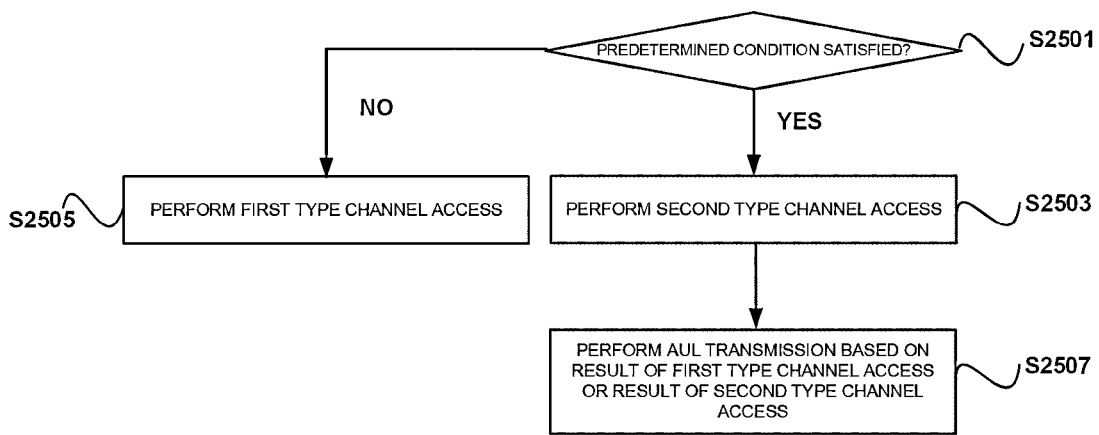 PREDETERMINED CONDITION SATISFIED?
S2501
NO
YES
S2505
PERFORM FIRST TYPE CHANNEL ACCESS
PERFORM SECOND TYPE CHANNEL ACCESS
S2503
PERFORM AUL TRANSMISSION BASED ON
RESULT OF FIRST TYPE CHANNEL ACCESS
OR RESULT OF SECOND TYPE CHANNEL
ACCESS
S2507